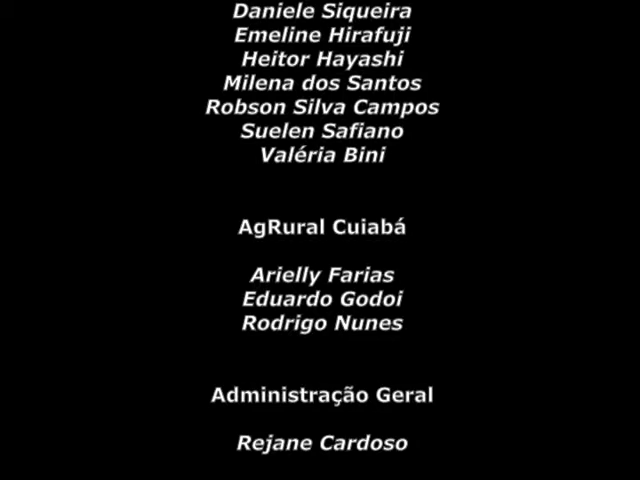 Daniele Siqueira
Emeline Hirafuji
Heitor Hayashi
Milena dos Santos
Robson Silva Campos
Suelen Safiano
Valéria Bini
AgRural Cuiabá
Arielly Farias
Eduardo Godoi
Rodrigo Nunes
Administração Geral
Rejane Cardoso